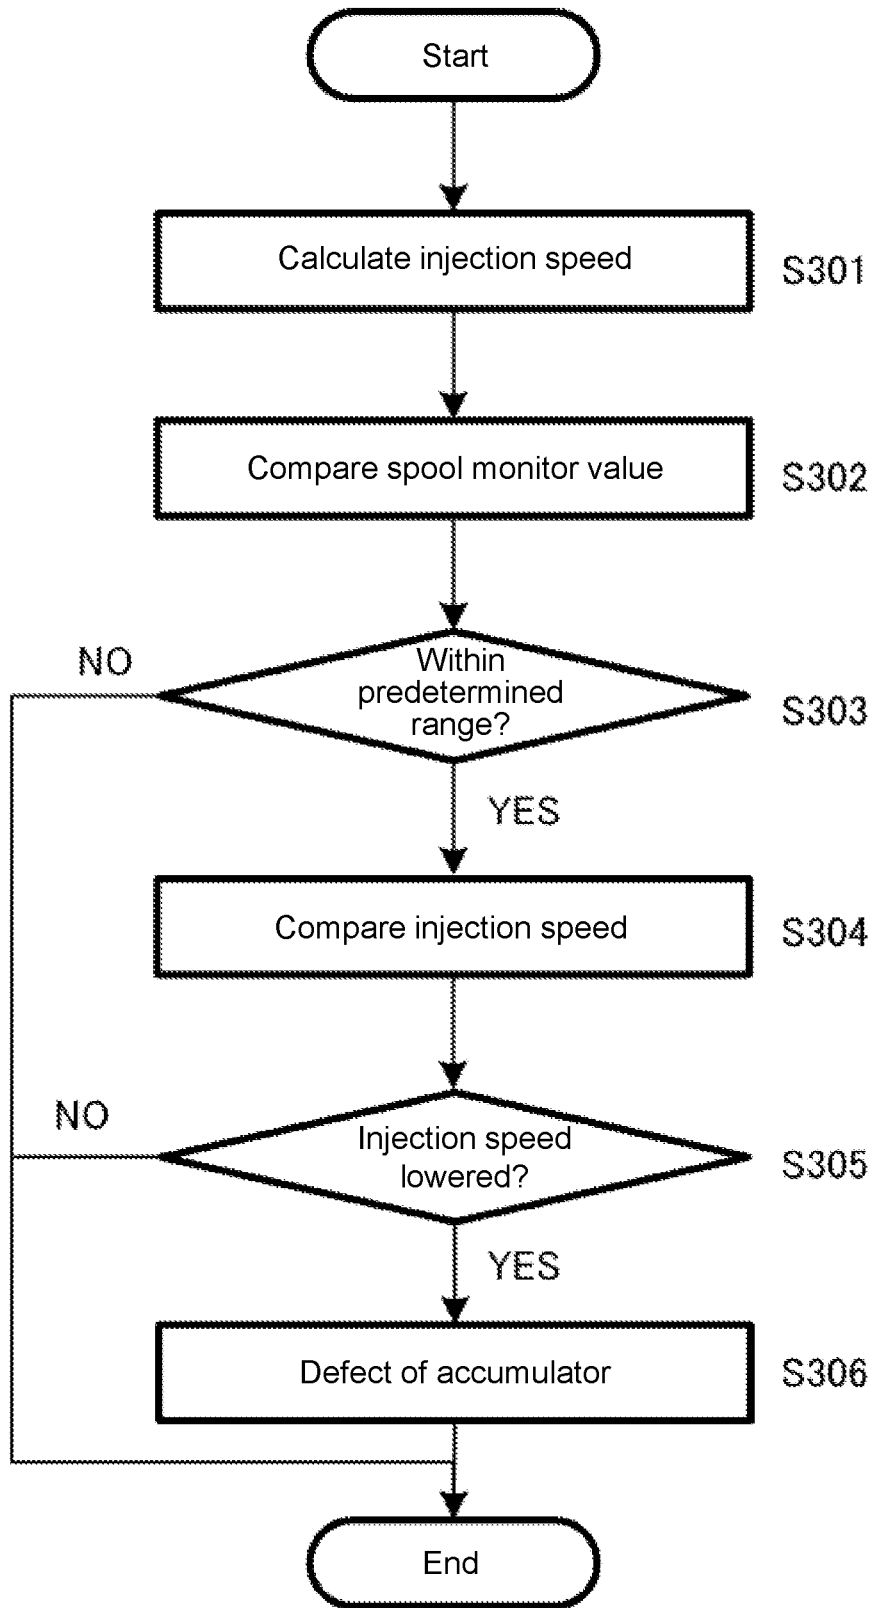 Start
Calculate injection speed
S301
Compare spool monitor value
S302
NO
Within
predetermined
range?
S303
YES
Compare injection speed
S304
NO
Injection speed
lowered?
S305
YES
Defect of accumulator
S306
End